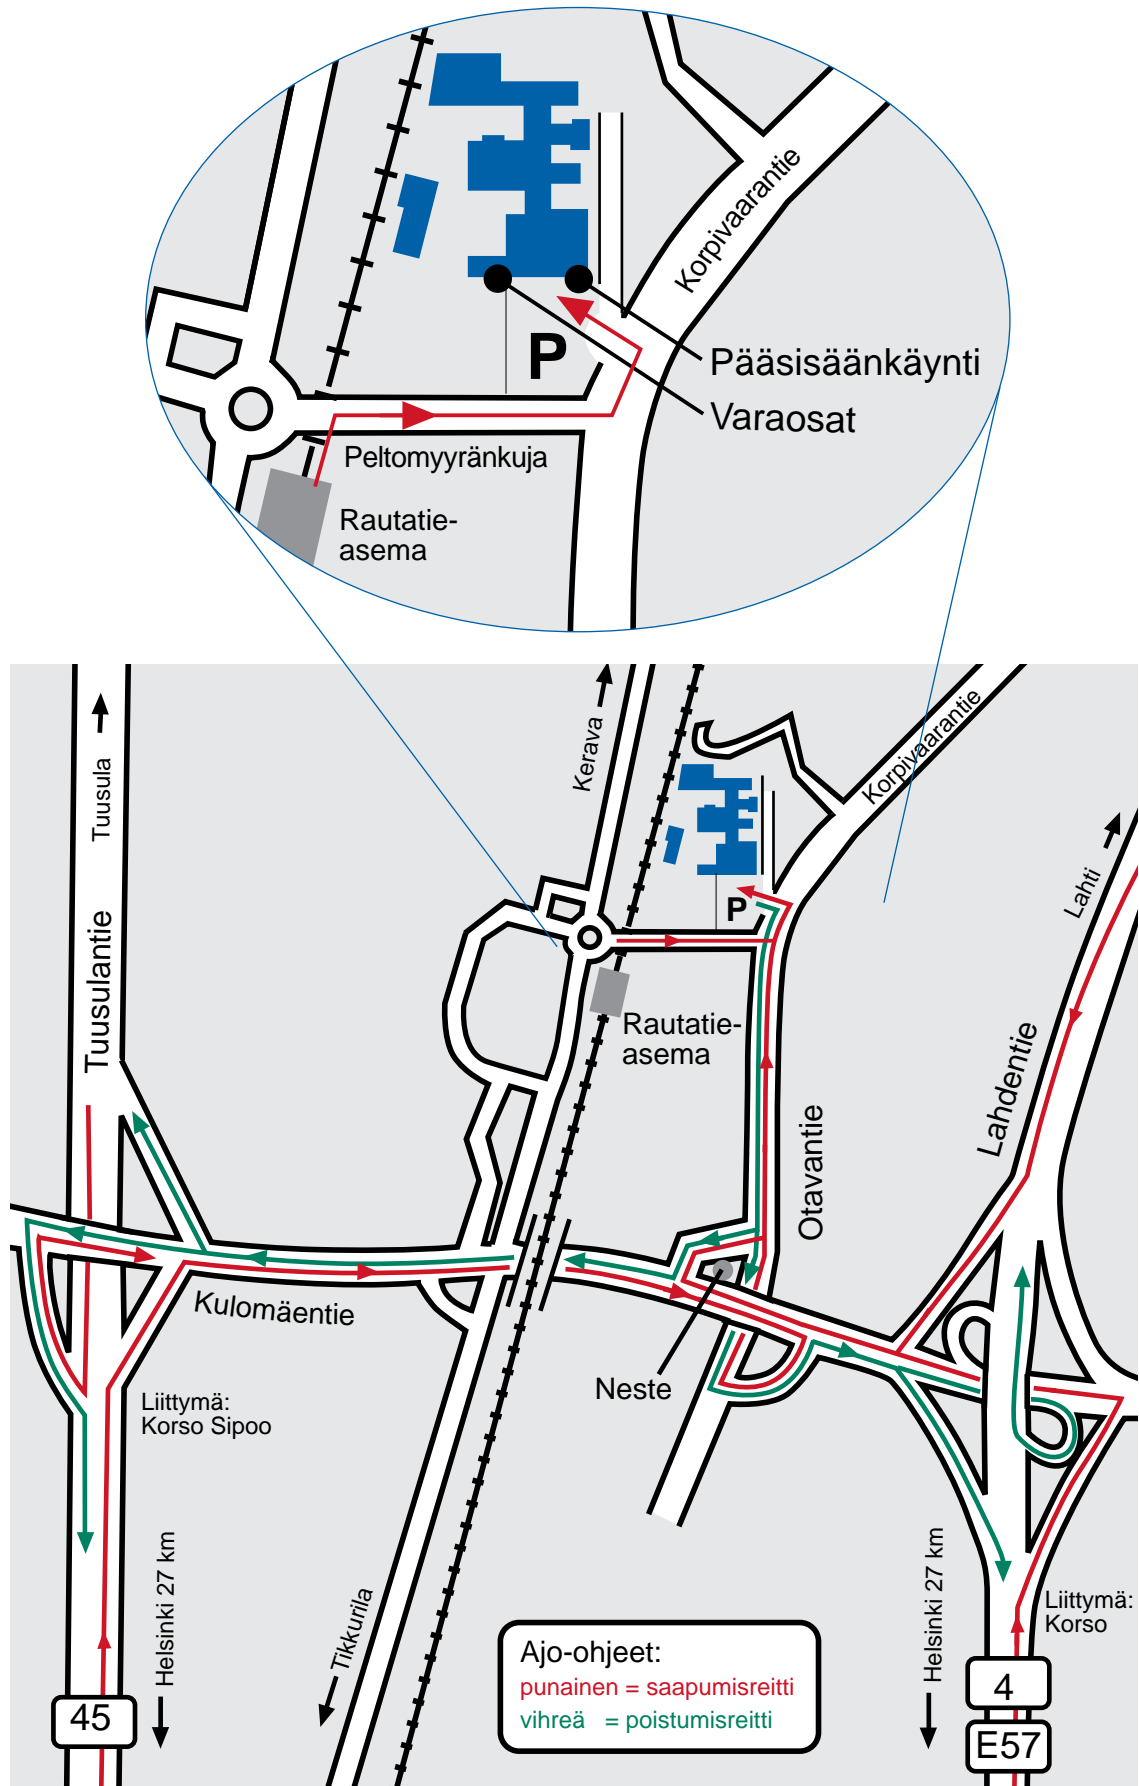 Korpivaarantie
P
Pääsisäänkäynti
Varaosat
Peltomyyränkuja
Rautatie-
asema
Tuusula
Kerava
Korpivaarantie
Lahti
P
Tuusulantie
Rautatie-
asema
Lahdentie
Otavantie
Kulomäentie
Neste
Liittymä:
Korso Sipoo
Helsinki 27 km
Tikkurila
Helsinki 27 km
Liittymä:
Korso
Ajo-ohjeet:
punainen = saapumisreitti
vihreä = poistumisreitti
45
4
E57